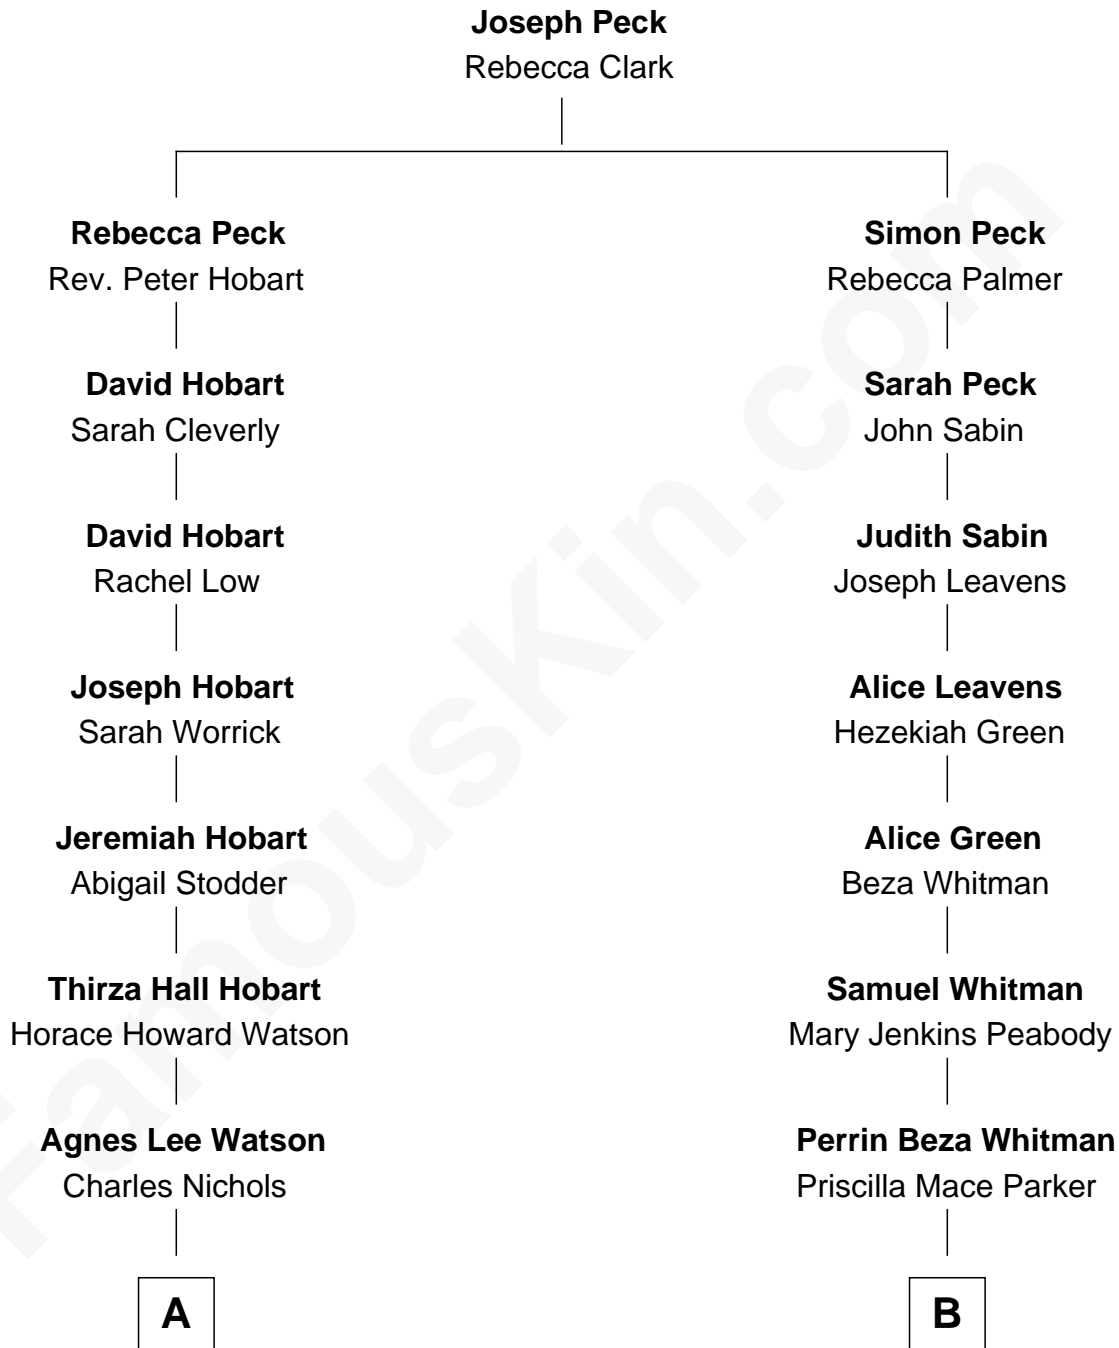 Joseph Peck
Rebecca Clark
Rebecca Peck
Rev. Peter Hobart
Simon Peck
Rebecca Palmer
David Hobart
Sarah Cleverly
Sarah Peck
John Sabin
David Hobart
Rachel Low
Judith Sabin
Joseph Leavens
Joseph Hobart
Sarah Worrick
Alice Leavens
Hezekiah Green
Jeremiah Hobart
Abigail Stodder
Alice Green
Beza Whitman
Thirza Hall Hobart
Horace Howard Watson
Samuel Whitman
Mary Jenkins Peabody
Agnes Lee Watson
Charles Nichols
Perrin Beza Whitman
Priscilla Mace Parker
A
B
FamousKin.com